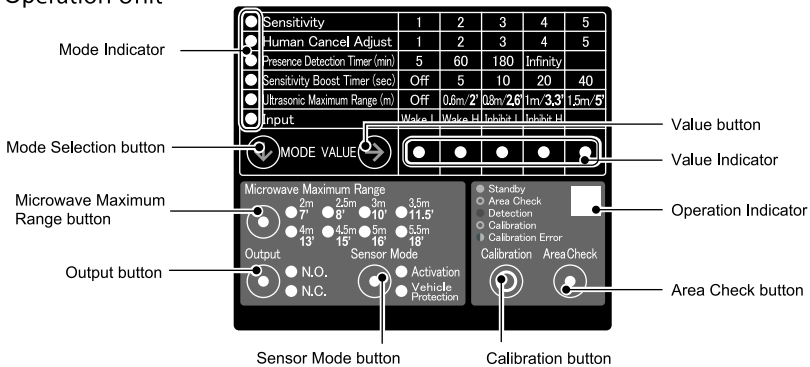 Operation Unit
Sensitivity 1 2 3 4 5
Human Cancel Adjust 1 2 3 4 5
Presence Detection Timer (min) 5 60 180 Infinity
Sensitivity Boost Timer (sec) Off 5 10 20 40
Ultrasonic Maximum Range (m) Off 0.6m/2' 0.8m/2.6' 1m/3.3' 1.5m/5'
Input Wake L Wake H Inhibit L Inhibit H
MODE VALUE
Mode Indicator
Mode Selection button
Microwave Maximum
Range button
Output button
Value button
Value Indicator
Operation Indicator
Area Check button
Microwave Maximum Range
2m 2.5m 3m 3.5m
7' 8' 10' 11.5'
4m 4.5m 5m 5.5m
13' 15' 16' 18'
Output Sensor Mode
N.O.
N.C.
Activation
Vehicle
Protection
Standby
Area Check
Detection
Calibration
Calibration Error
Calibration Area Check
Sensor Mode button
Calibration button